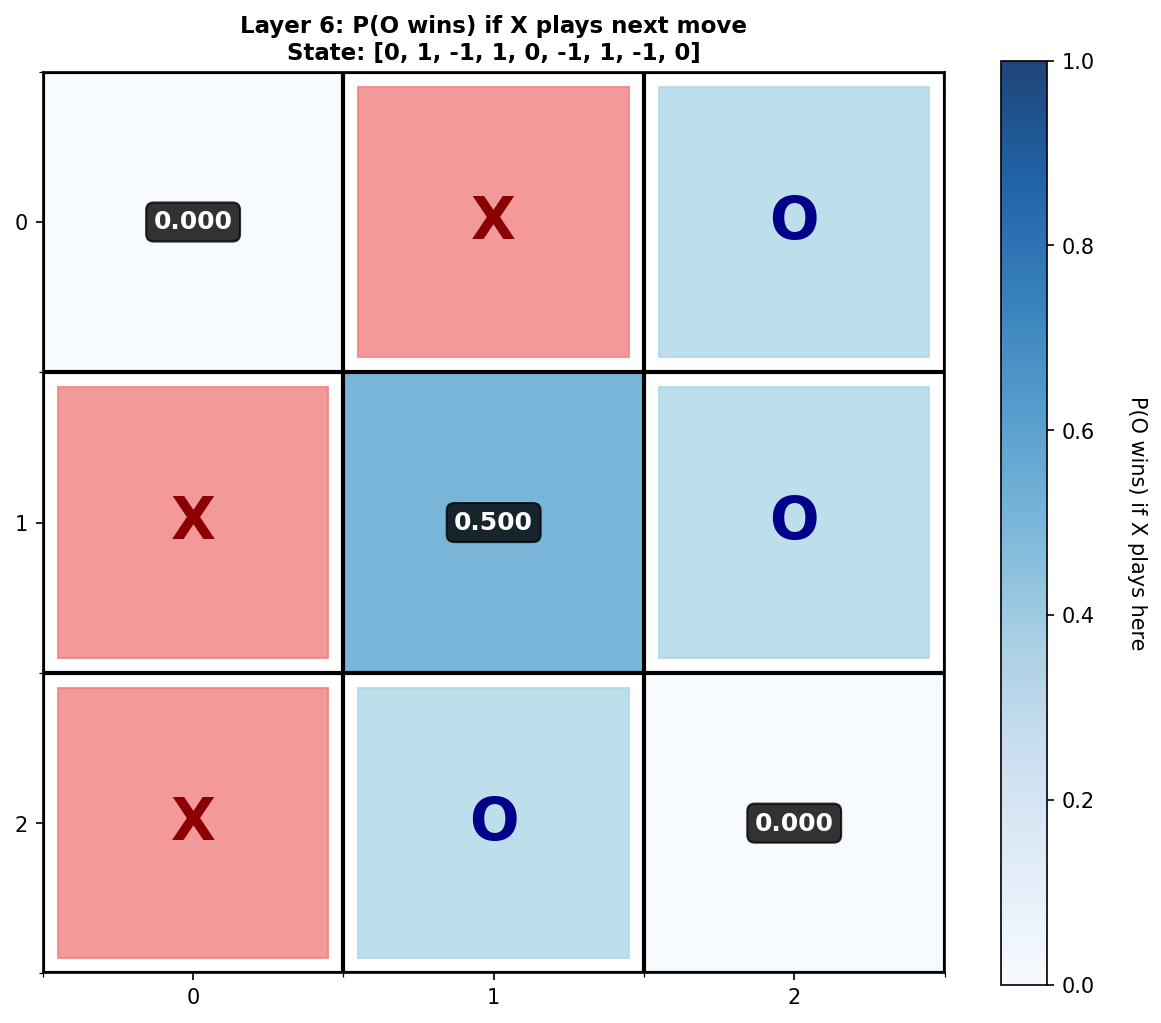 Layer 6: P(O wins) if X plays next move
State: [0, 1, -1, 1, 0, -1, 1, -1, 0]
0
0.000
X
O
1
X
0.500
O
2
X
O
0.000
0
1
2
1.0
0.8
0.6
0.4
0.2
0.0
P(O wins) if X plays here